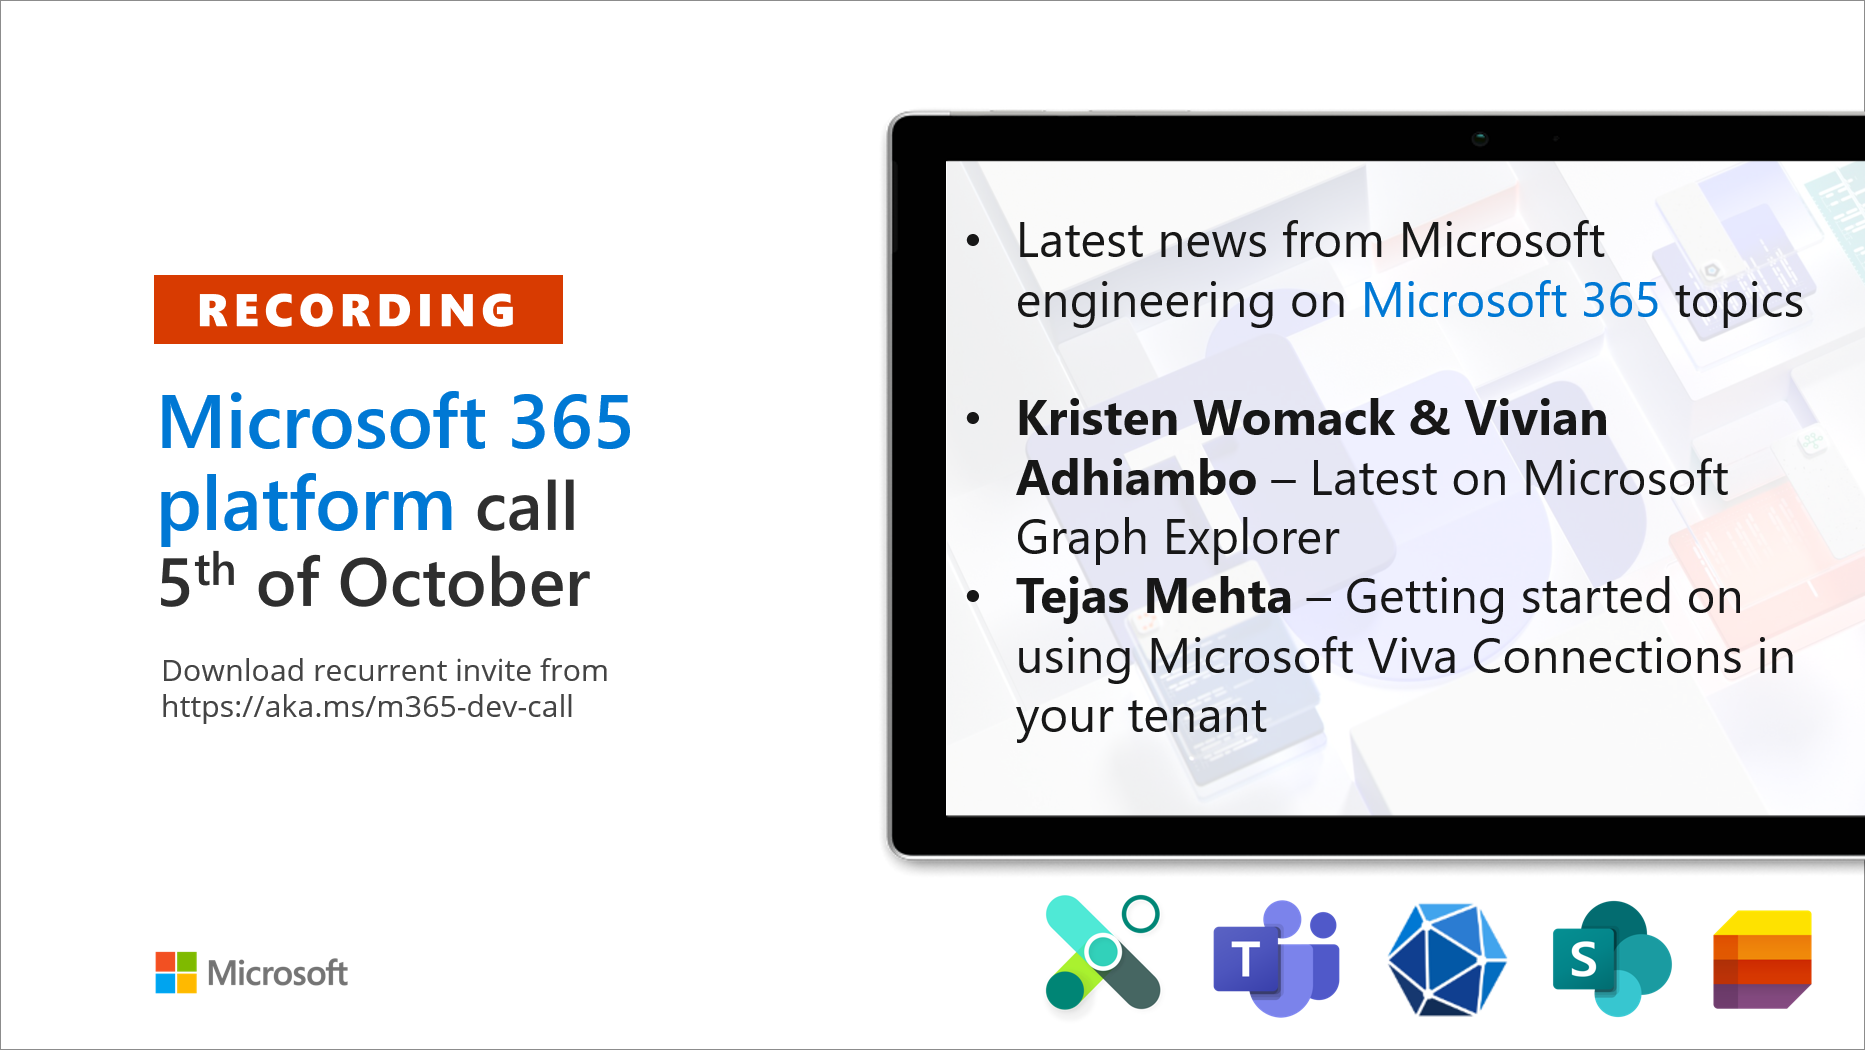 RECORDING
Microsoft 365
platform call
5th of October
Download recurrent invite from
https://aka.ms/m365-dev-call
Microsoft
• Latest news from Microsoft
engineering on Microsoft 365 topics
• Kristen Womack & Vivian
Adhiambo – Latest on Microsoft
Graph Explorer
• Tejas Mehta – Getting started on
using Microsoft Viva Connections in
your tenant
T
S